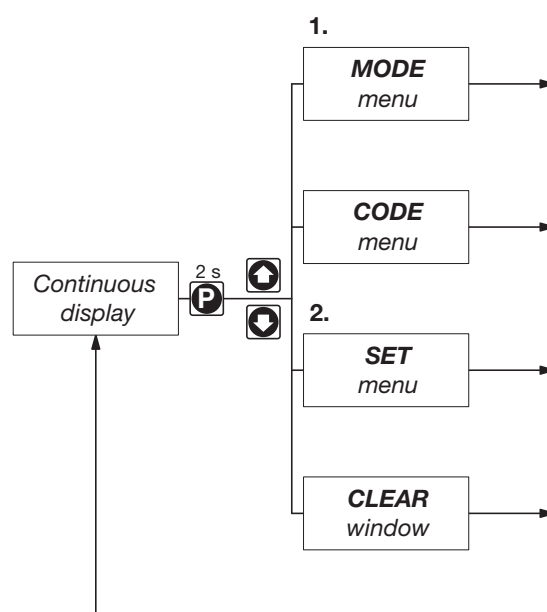 1.
MODE
menu
CODE
menu
2 s
P
Continuous
display
2.
SET
menu
CLEAR
window